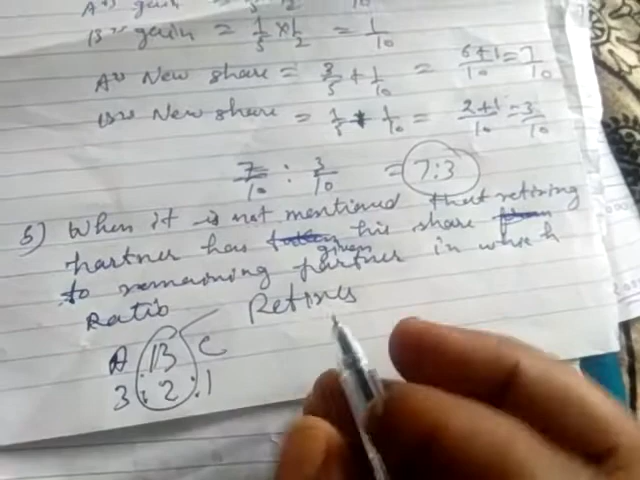 A's gain
B's gain = 1/5 × 1/2 = 1/10
A's New share = 3/5 + 1/10 = 6+1/10 = 7/10
B's New share = 1/5 + 1/10 = 2+1/10 = 3/10
7/10 : 3/10 = 7:3
When it is not mentioned that retiring
partner has given his share
to remaining partner in which
Ratio
Retires
A B C
3 : 2 : 1